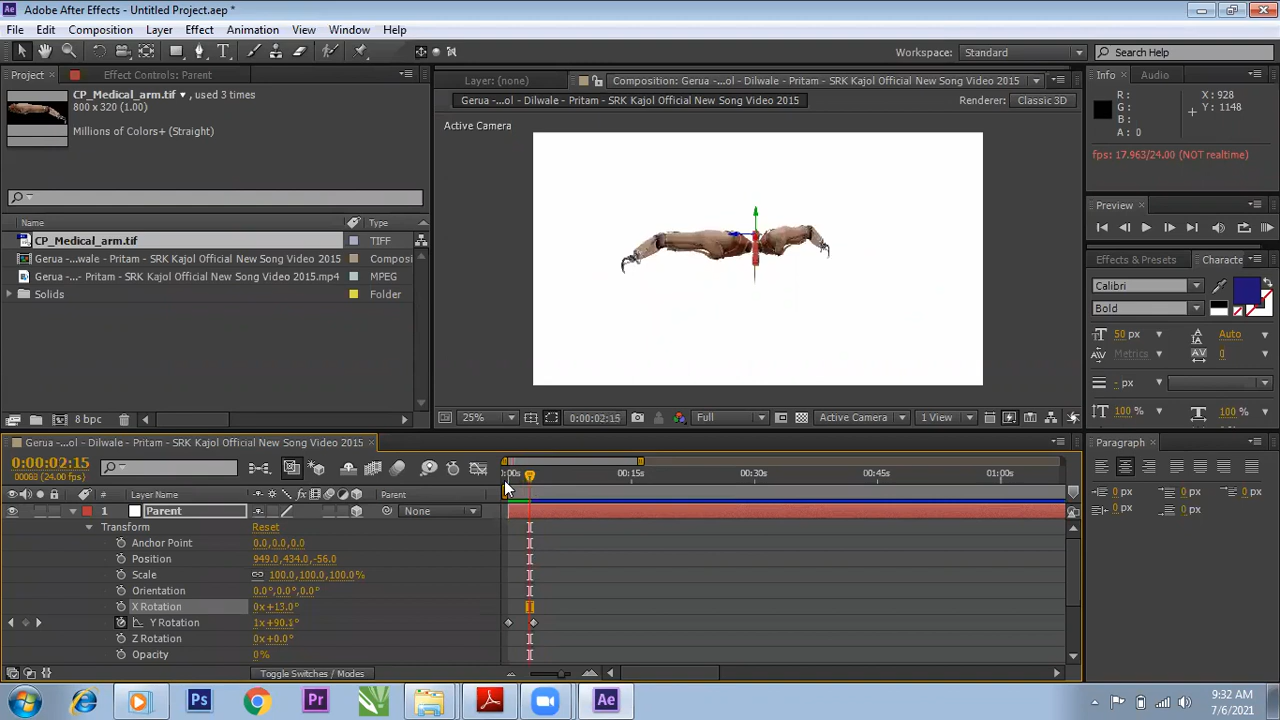 Adobe After Effects - Untitled Project.aep *
File Edit Composition Layer Effect Animation View Window Help
Workspace: Standard
Search Help
Project
Effect Controls: Parent
CP_Medical_arm.tif ▾ , used 3 times
800 x 320 (1.00)
Millions of Colors+ (Straight)
Name Type
CP_Medical_arm.tif TIFF
Gerua -...wale - Pritam - SRK Kajol Official New Song Video 2015 Composi
Gerua -...- Pritam - SRK Kajol Official New Song Video 2015.mp4 MPEG
Solids Folder
8 bpc
Layer: (none)
Composition: Gerua -...ol - Dilwale - Pritam - SRK Kajol Official New Song Video 2015
Gerua -...ol - Dilwale - Pritam - SRK Kajol Official New Song Video 2015
Renderer: Classic 3D
Active Camera
25% 0:00:02:15 Full Active Camera 1 View
Info Audio
R: X: 928
G: Y: 1148
B:
A: 0
fps: 17.963/24.00 (NOT realtime)
Preview
Effects & Presets Characte
Calibri
Bold
50 px Auto
Metrics 0
- px
100 % 100 %
Paragraph
0 px 0 px 0 px
0 px 0 px
Gerua -...ol - Dilwale - Pritam - SRK Kajol Official New Song Video 2015
0:00:02:15
00063 (24.00 fps)
# Layer Name Parent
):00s 00:15s 00:30s 00:45s 01:00s
1 Parent None
Transform Reset
Anchor Point 0.0,0.0,0.0
Position 949.0,434.0,-56.0
Scale 100.0,100.0,100.0%
Orientation 0.0°,0.0°,0.0°
X Rotation 0x+13.0°
Y Rotation 1x+90.1°
Z Rotation 0x+0.0°
Opacity 0%
Toggle Switches / Modes
9:32 AM
7/6/2021